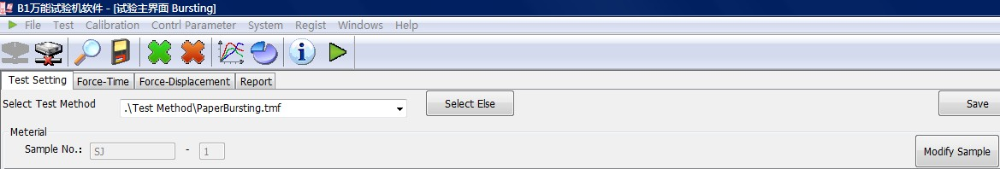 B1万能试验机软件 - [试验主界面 Bursting]
File Test Calibration Contrl Parameter System Regist Windows Help
Test Setting Force-Time Force-Displacement Report
Select Test Method .\Test Method\PaperBursting.tmf Select Else Save
Meterial
Sample No.: SJ - 1 Modify Sample